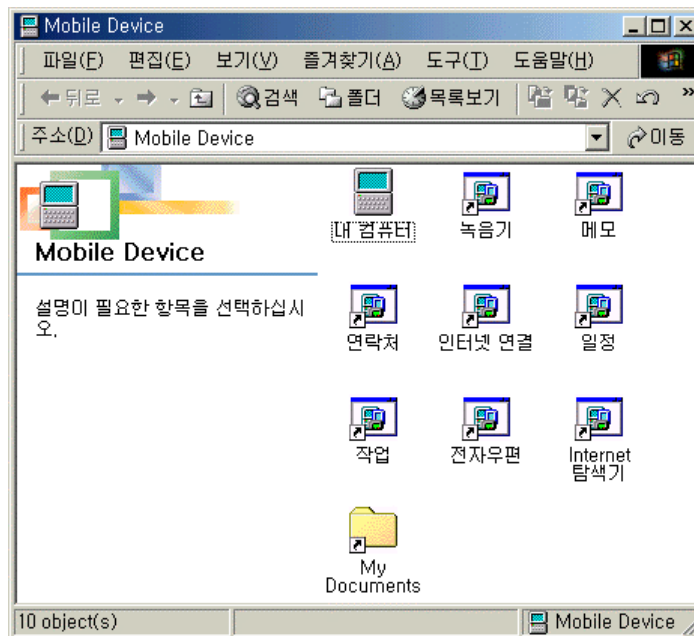 Mobile Device
파일(F) 편집(E) 보기(V) 즐겨찾기(A) 도구(T) 도움말(H)
뒤로 검색 폴더 목록보기 »
주소(D) Mobile Device 이동
Mobile Device
설명이 필요한 항목을 선택하십시
오.
내 컴퓨터 녹음기 메모
연락처 인터넷 연결 일정
작업 전자우편 Internet
탐색기
My
Documents
10 object(s) Mobile Device